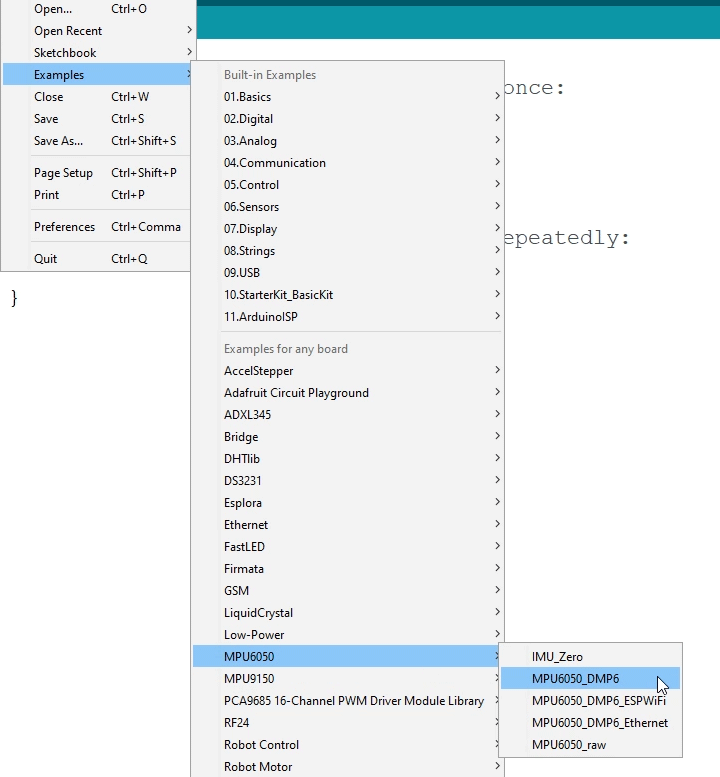 Open... Ctrl+O
Open Recent
Sketchbook
Examples
Close Ctrl+W
Save Ctrl+S
Save As... Ctrl+Shift+S
Page Setup Ctrl+Shift+P
Print Ctrl+P
Preferences Ctrl+Comma
Quit Ctrl+Q
}
Built-in Examples
01.Basics
02.Digital
03.Analog
04.Communication
05.Control
06.Sensors
07.Display
08.Strings
09.USB
10.StarterKit_BasicKit
11.ArduinoISP
Examples for any board
AccelStepper
Adafruit Circuit Playground
ADXL345
Bridge
DHTlib
DS3231
Esplora
Ethernet
FastLED
Firmata
GSM
LiquidCrystal
Low-Power
MPU6050
MPU9150
PCA9685 16-Channel PWM Driver Module Library
RF24
Robot Control
Robot Motor
once:
epeatedly:
IMU_Zero
MPU6050_DMP6
MPU6050_DMP6_ESPWiFi
MPU6050_DMP6_Ethernet
MPU6050_raw